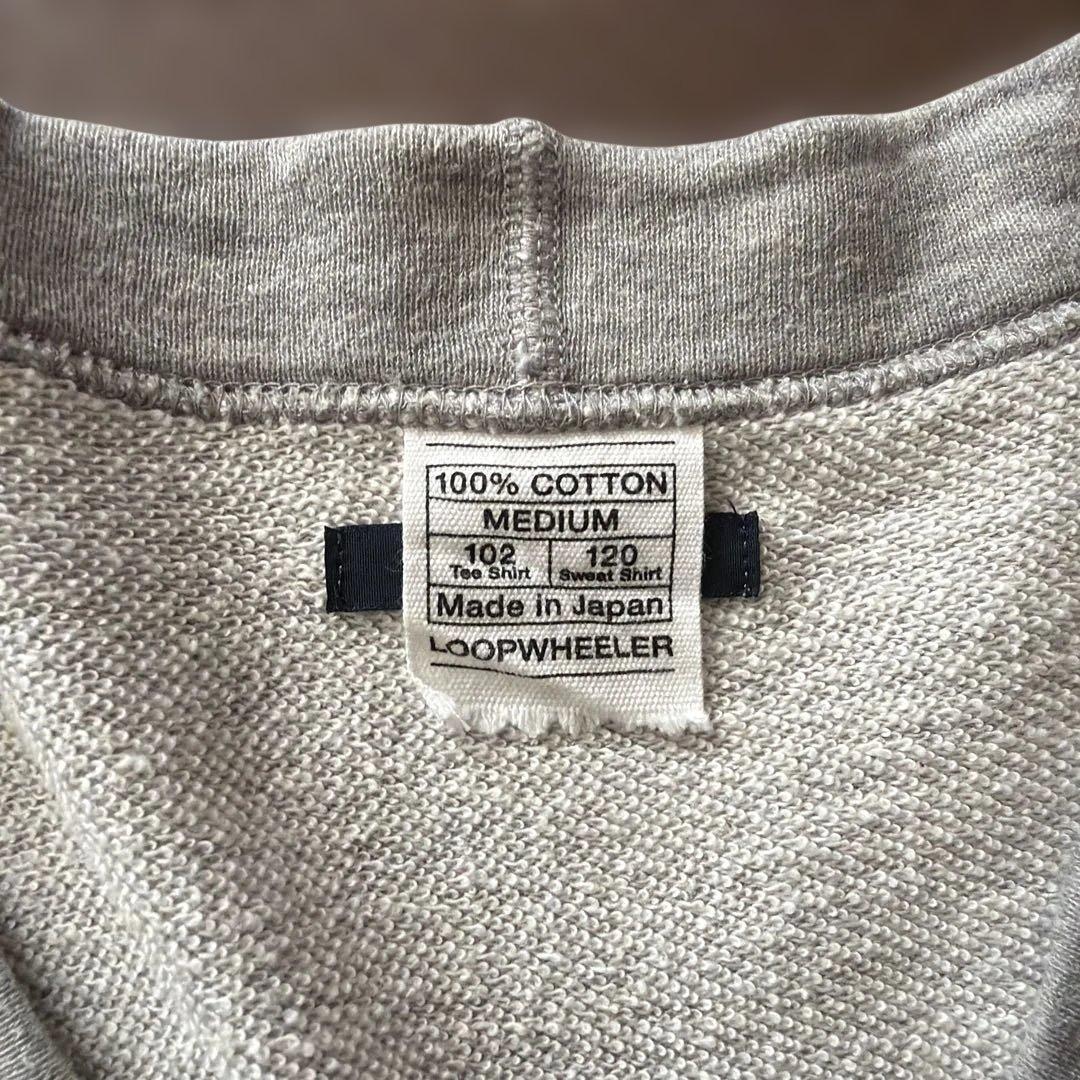 100% COTTON
MEDIUM
102 120
Tee Shirt Sweat Shirt
Made in Japan
LOOPWHEELER